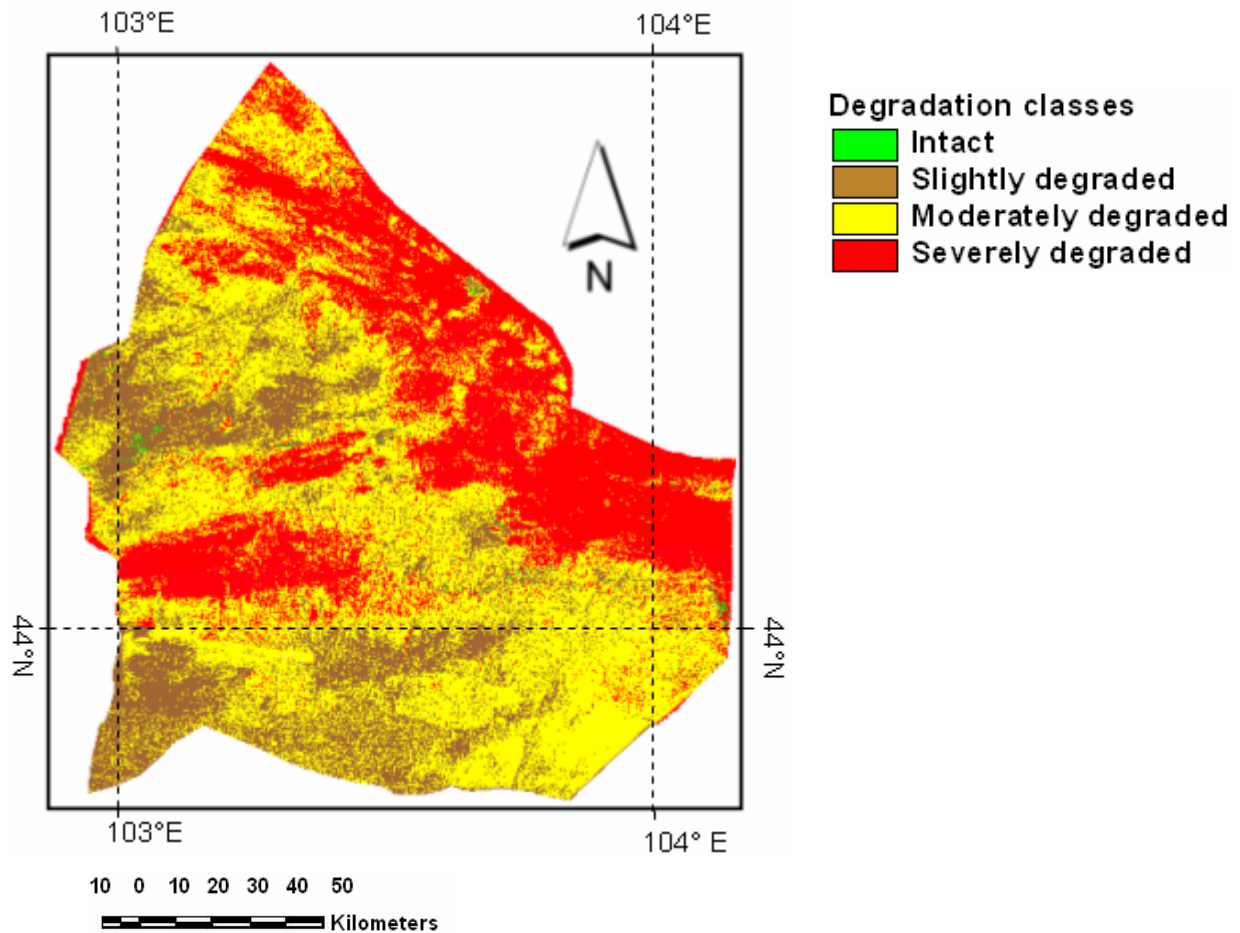 103°E
104°E
Degradation classes
Intact
Slightly degraded
Moderately degraded
Severely degraded
N
44°N
44°N
103°E
104° E
10 0 10 20 30 40 50
Kilometers